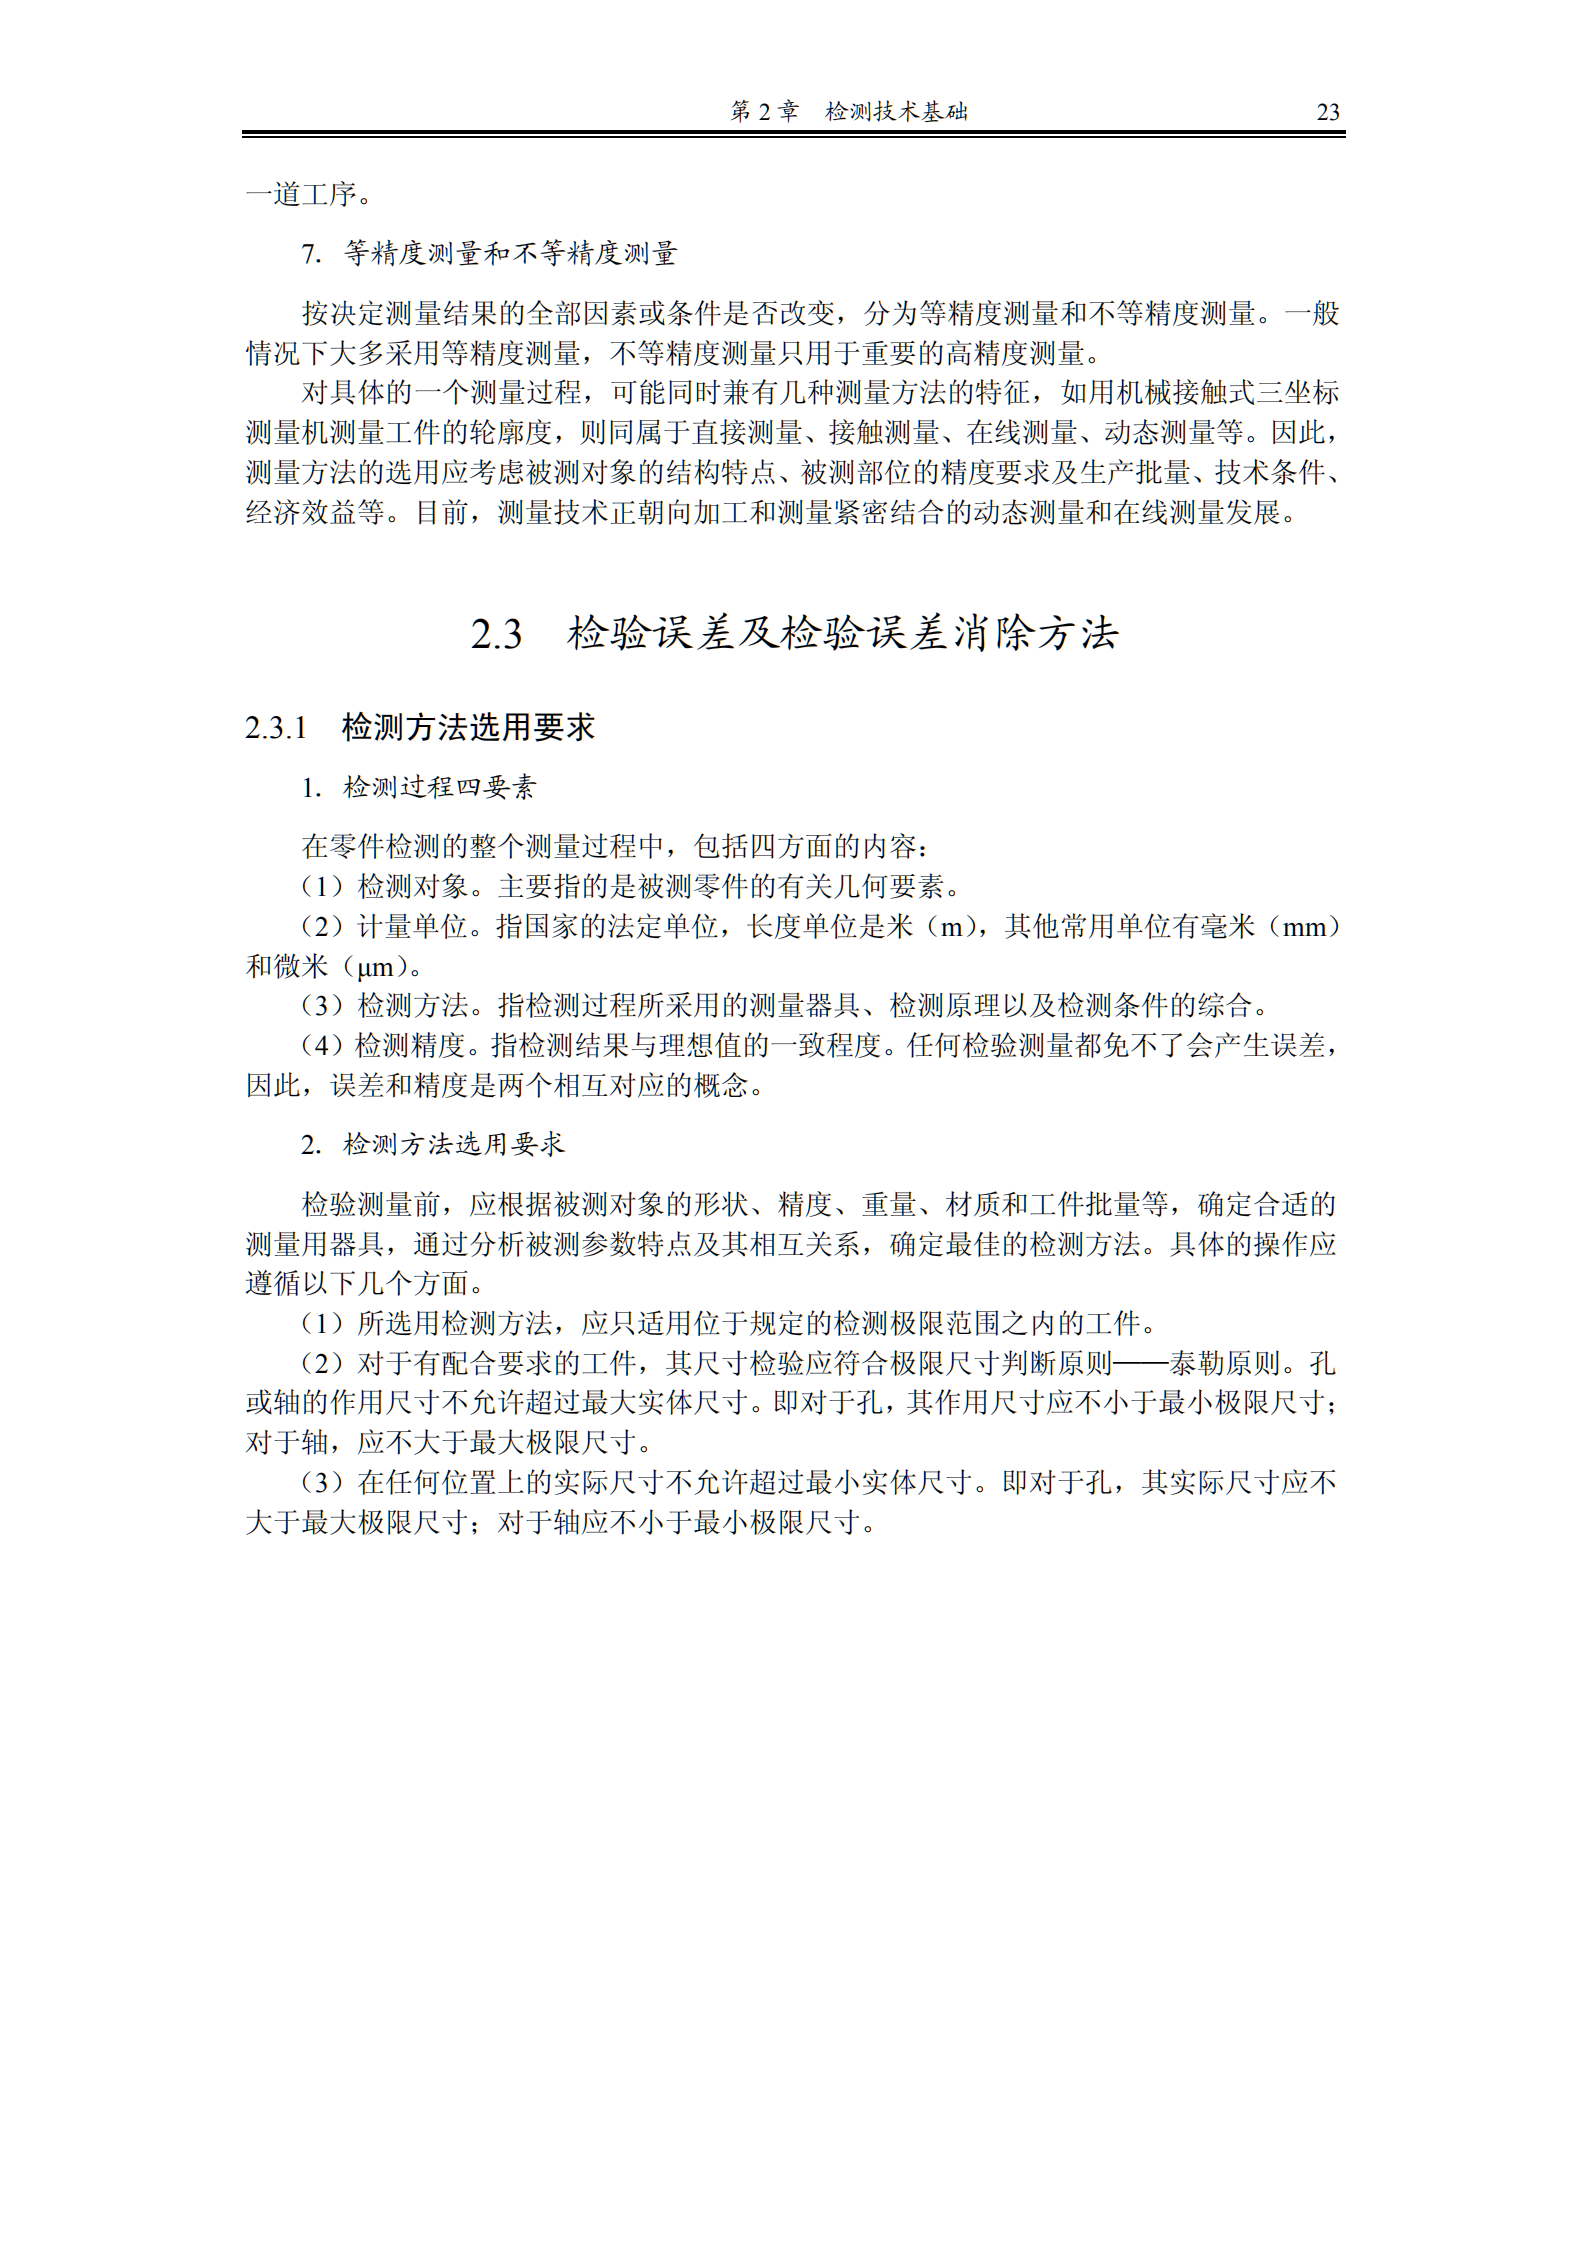 第 2 章　检测技术基础　23
一道工序。
7．等精度测量和不等精度测量
按决定测量结果的全部因素或条件是否改变，分为等精度测量和不等精度测量。一般
情况下大多采用等精度测量，不等精度测量只用于重要的高精度测量。
对具体的一个测量过程，可能同时兼有几种测量方法的特征，如用机械接触式三坐标
测量机测量工件的轮廓度，则同属于直接测量、接触测量、在线测量、动态测量等。因此，
测量方法的选用应考虑被测对象的结构特点、被测部位的精度要求及生产批量、技术条件、
经济效益等。目前，测量技术正朝向加工和测量紧密结合的动态测量和在线测量发展。
2.3　检验误差及检验误差消除方法
2.3.1　检测方法选用要求
1．检测过程四要素
在零件检测的整个测量过程中，包括四方面的内容：
（1）检测对象。主要指的是被测零件的有关几何要素。
（2）计量单位。指国家的法定单位，长度单位是米（m），其他常用单位有毫米（mm）
和微米（μm）。
（3）检测方法。指检测过程所采用的测量器具、检测原理以及检测条件的综合。
（4）检测精度。指检测结果与理想值的一致程度。任何检验测量都免不了会产生误差，
因此，误差和精度是两个相互对应的概念。
2．检测方法选用要求
检验测量前，应根据被测对象的形状、精度、重量、材质和工件批量等，确定合适的
测量用器具，通过分析被测参数特点及其相互关系，确定最佳的检测方法。具体的操作应
遵循以下几个方面。
（1）所选用检测方法，应只适用位于规定的检测极限范围之内的工件。
（2）对于有配合要求的工件，其尺寸检验应符合极限尺寸判断原则——泰勒原则。孔
或轴的作用尺寸不允许超过最大实体尺寸。即对于孔，其作用尺寸应不小于最小极限尺寸；
对于轴，应不大于最大极限尺寸。
（3）在任何位置上的实际尺寸不允许超过最小实体尺寸。即对于孔，其实际尺寸应不
大于最大极限尺寸；对于轴应不小于最小极限尺寸。